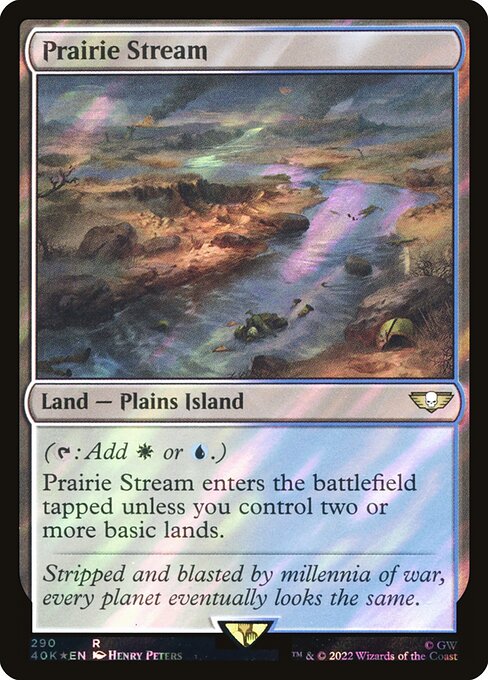 Prairie Stream
Land — Plains Island
(T: Add W or U.)
Prairie Stream enters the battlefield
tapped unless you control two or
more basic lands.
Stripped and blasted by millennia of war,
every planet eventually looks the same.
290 R
40K★EN Henry Peters
© GW
™ & © 2022 Wizards of the Coast